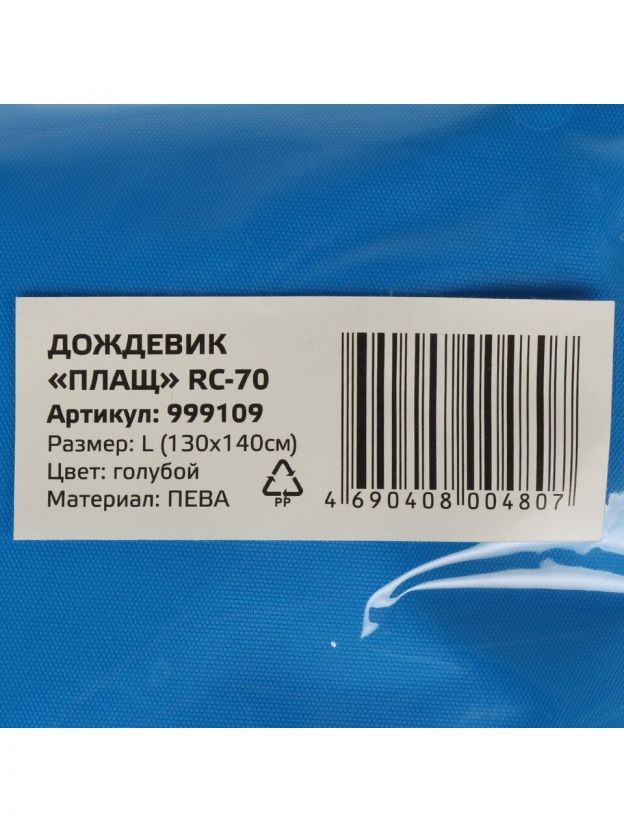 ДОЖДЕВИК
«ПЛАЩ» RC-70
Артикул: 999109
Размер: L (130х140см)
Цвет: голубой
Материал: ПЕВА
PP
4 690408 004807